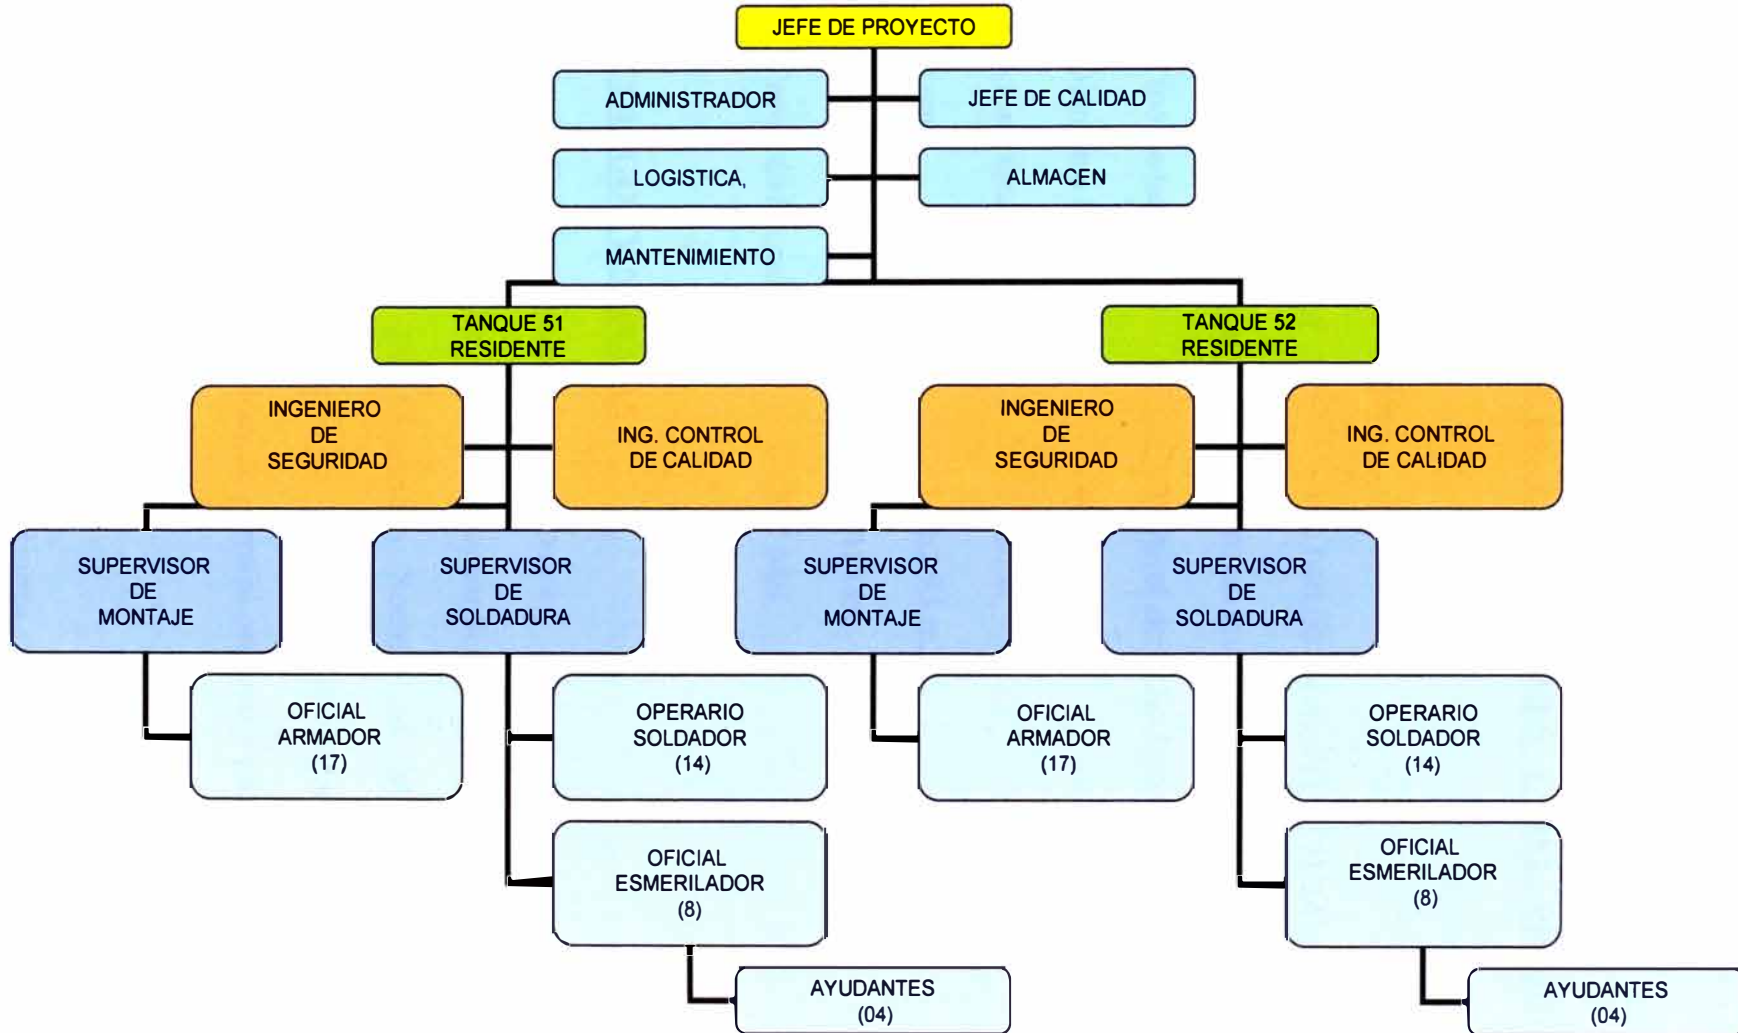 JEFE DE PROYECTO
ADMINISTRADOR
JEFE DE CALIDAD
LOGISTICA,
ALMACEN
MANTENIMIENTO
TANQUE 51
RESIDENTE
TANQUE 52
RESIDENTE
INGENIERO
DE
SEGURIDAD
ING. CONTROL
DE CALIDAD
INGENIERO
DE
SEGURIDAD
ING. CONTROL
DE CALIDAD
SUPERVISOR
DE
MONTAJE
SUPERVISOR
DE
SOLDADURA
SUPERVISOR
DE
MONTAJE
SUPERVISOR
DE
SOLDADURA
OFICIAL
ARMADOR
(17)
OPERARIO
SOLDADOR
(14)
OFICIAL
ARMADOR
(17)
OPERARIO
SOLDADOR
(14)
OFICIAL
ESMERILADOR
(8)
OFICIAL
ESMERILADOR
(8)
AYUDANTES
(04)
AYUDANTES
(04)